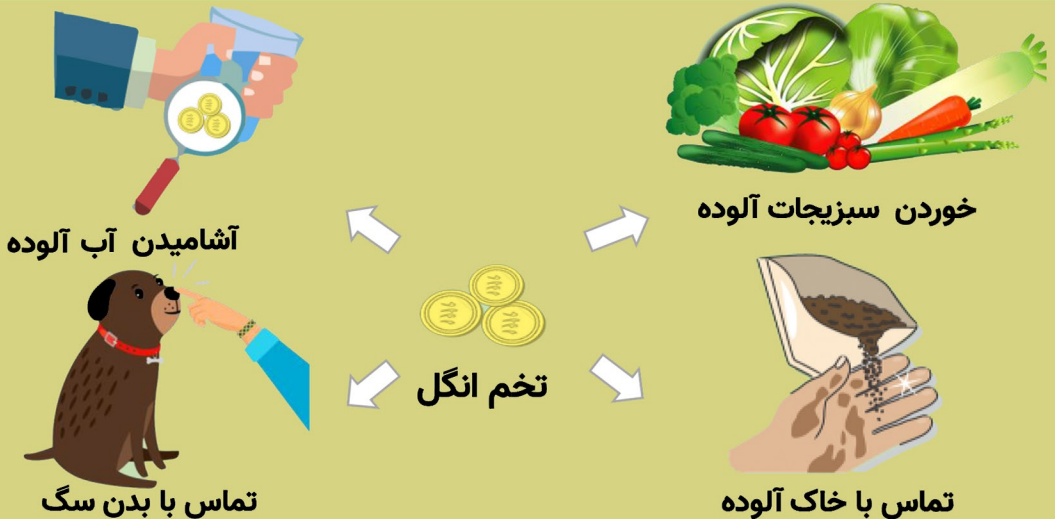 خوردن سبزیجات آلوده
آشامیدن آب آلوده
تخم انگل
تماس با خاک آلوده
تماس با بدن سگ